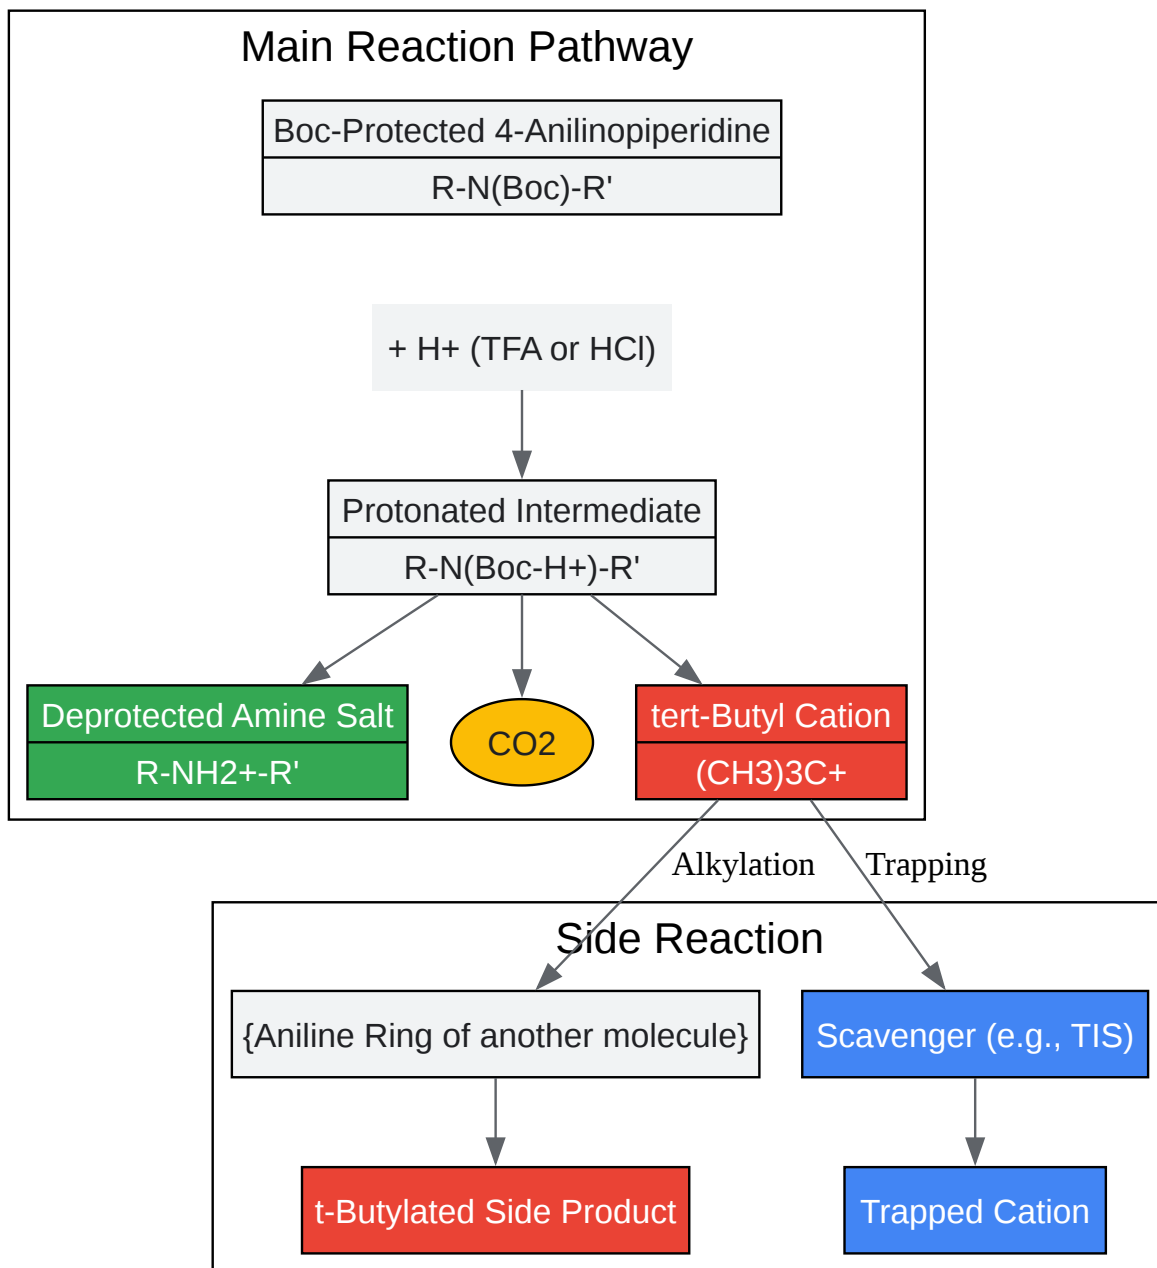 Main Reaction Pathway
Boc-Protected 4-Anilinopiperidine
R-N(Boc)-R'
+ H+ (TFA or HCl)
Protonated Intermediate
R-N(Boc-H+)-R'
Deprotected Amine Salt
R-NH2+-R'
CO2
tert-Butyl Cation
(CH3)3C+
Alkylation
Trapping
Side Reaction
{Aniline Ring of another molecule}
Scavenger (e.g., TIS)
t-Butylated Side Product
Trapped Cation